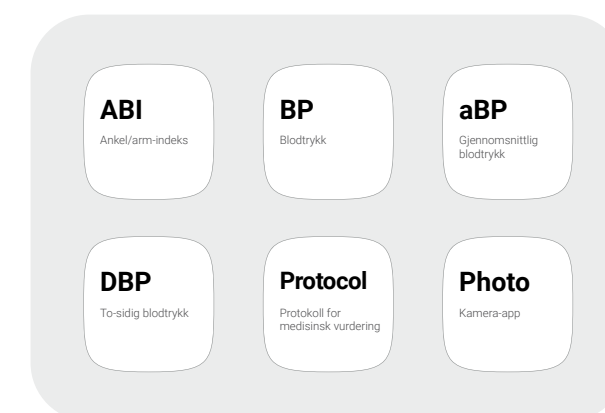 ABI
Ankel/arm-indeks
BP
Blodtrykk
aBP
Gjennomsnittlig
blodtrykk
DBP
To-sidig blodtrykk
Protocol
Protokoll for
medisinsk vurdering
Photo
Kamera-app